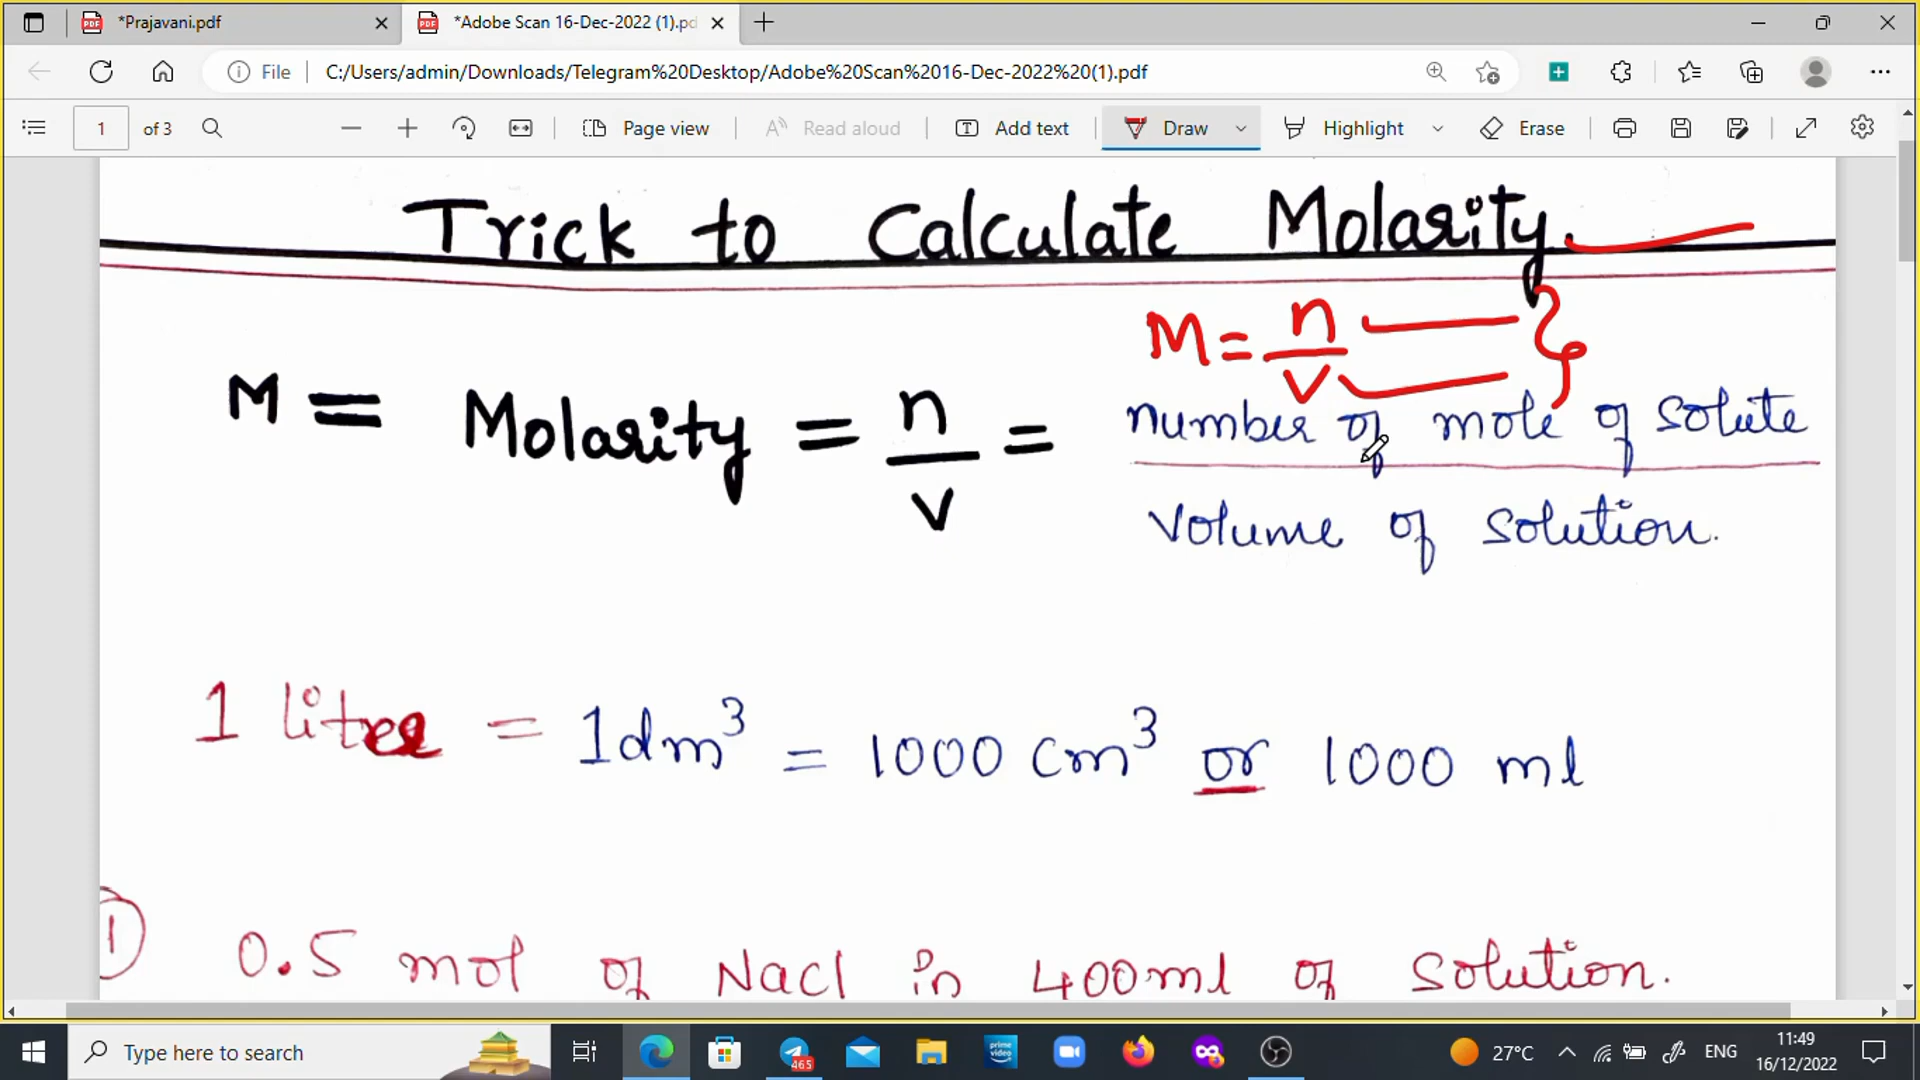 *Prajavani.pdf
*Adobe Scan 16-Dec-2022 (1).pd
File
C:/Users/admin/Downloads/Telegram%20Desktop/Adobe%20Scan%2016-Dec-2022%20(1).pdf
1 of 3
Page view
Read aloud
Add text
Draw
Highlight
Erase
Trick to Calculate Molarity.
M = n/v
M = Molarity = n/v = number of mole of solute
volume of solution.
1 litre = 1dm³ = 1000 cm³ or 1000 ml
1 0.5 mol of Nacl in 400ml of solution.
Type here to search
465
prime video
27°C
ENG
11:49
16/12/2022